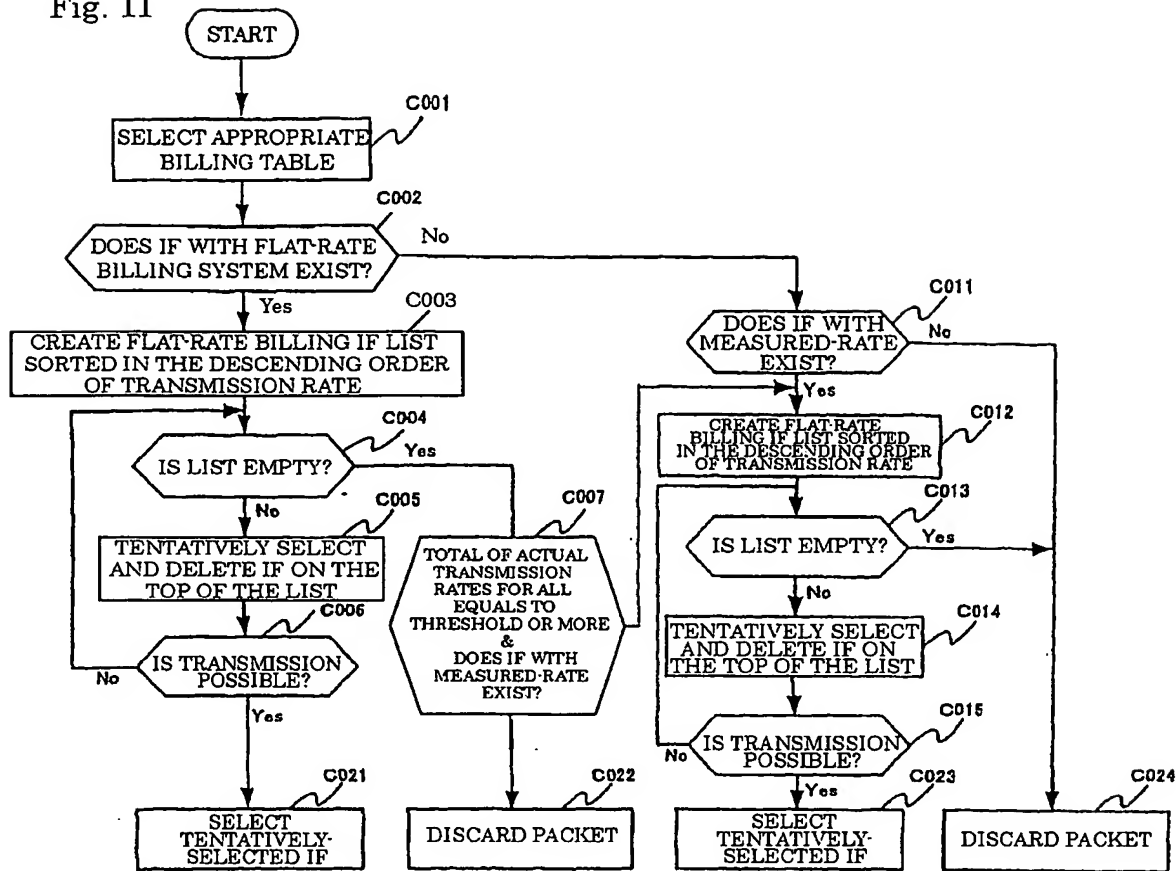 Fig. 11
START
C001
SELECT APPROPRIATE
BILLING TABLE
C002
DOES IF WITH FLAT-RATE
BILLING SYSTEM EXIST?
No
Yes
C003
CREATE FLAT-RATE BILLING IF LIST
SORTED IN THE DESCENDING ORDER
OF TRANSMISSION RATE
C004
IS LIST EMPTY?
Yes
No
C005
TENTATIVELY SELECT
AND DELETE IF ON THE
TOP OF THE LIST
C006
IS TRANSMISSION
POSSIBLE?
No
Yes
C007
TOTAL OF ACTUAL
TRANSMISSION
RATES FOR ALL
EQUALS TO
THRESHOLD OR MORE
&
DOES IF WITH
MEASURED-RATE
EXIST?
C011
DOES IF WITH
MEASURED-RATE
EXIST?
No
Yes
C012
CREATE FLAT-RATE
BILLING IF LIST SORTED
IN THE DESCENDING ORDER
OF TRANSMISSION RATE
C013
IS LIST EMPTY?
Yes
No
C014
TENTATIVELY SELECT
AND DELETE IF ON
THE TOP OF THE LIST
C015
IS TRANSMISSION
POSSIBLE?
No
Yes
C021
SELECT
TENTATIVELY-
SELECTED IF
C022
DISCARD PACKET
C023
SELECT
TENTATIVELY-
SELECTED IF
C024
DISCARD PACKET